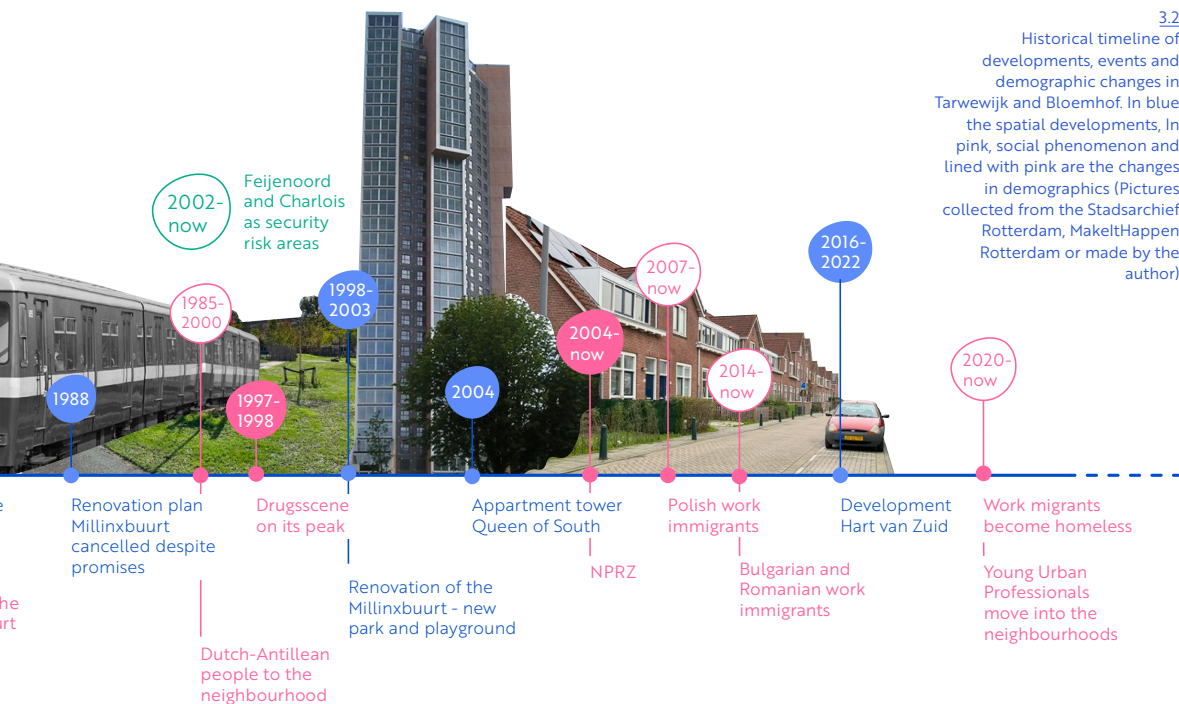 3.2
Historical timeline of
developments, events and
demographic changes in
Tarwewijk and Bloemhof. In blue
the spatial developments, In
pink, social phenomenon and
lined with pink are the changes
in demographics (Pictures
collected from the Stadsarchief
Rotterdam, MakeItHappen
Rotterdam or made by the
author)
2002-
now
Feijenoord
and Charlois
as security
risk areas
1988
1985-
2000
1997-
1998
1998-
2003
2004
2004-
now
2007-
now
2014-
now
2016-
2022
2020-
now
e
he
urt
Renovation plan
Millinxbuurt
cancelled despite
promises
Dutch-Antillean
people to the
neighbourhood
Drugsscene
on its peak
Renovation of the
Millinxbuurt - new
park and playground
Appartment tower
Queen of South
NPRZ
Polish work
immigrants
Bulgarian and
Romanian work
immigrants
Development
Hart van Zuid
Work migrants
become homeless
Young Urban
Professionals
move into the
neighbourhoods